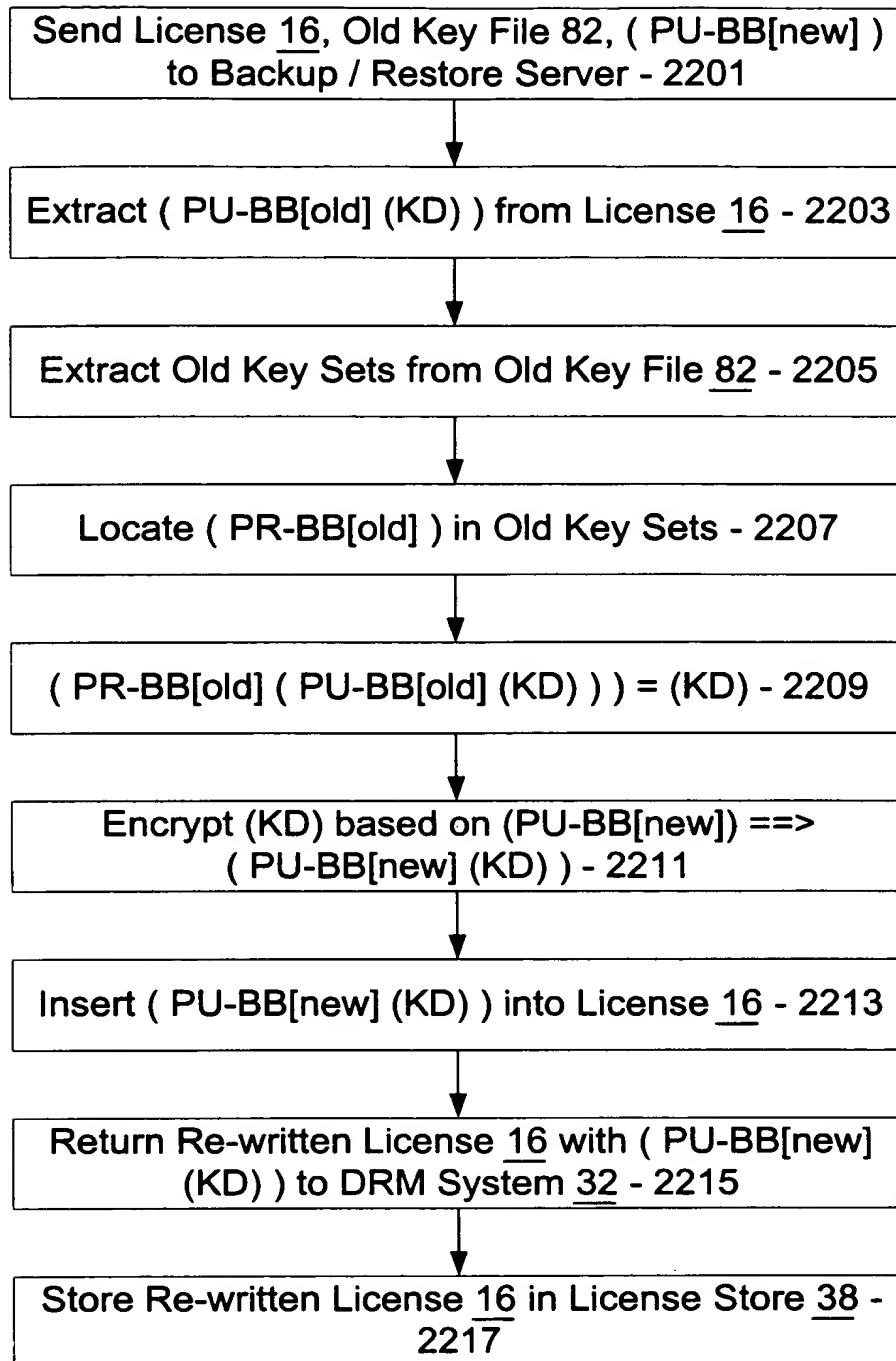 Send License 16, Old Key File 82, ( PU-BB[new] )
to Backup / Restore Server - 2201
Extract ( PU-BB[old] (KD) ) from License 16 - 2203
Extract Old Key Sets from Old Key File 82 - 2205
Locate ( PR-BB[old] ) in Old Key Sets - 2207
( PR-BB[old] ( PU-BB[old] (KD) ) ) = (KD) - 2209
Encrypt (KD) based on (PU-BB[new]) ==>
( PU-BB[new] (KD) ) - 2211
Insert ( PU-BB[new] (KD) ) into License 16 - 2213
Return Re-written License 16 with ( PU-BB[new]
(KD) ) to DRM System 32 - 2215
Store Re-written License 16 in License Store 38 -
2217